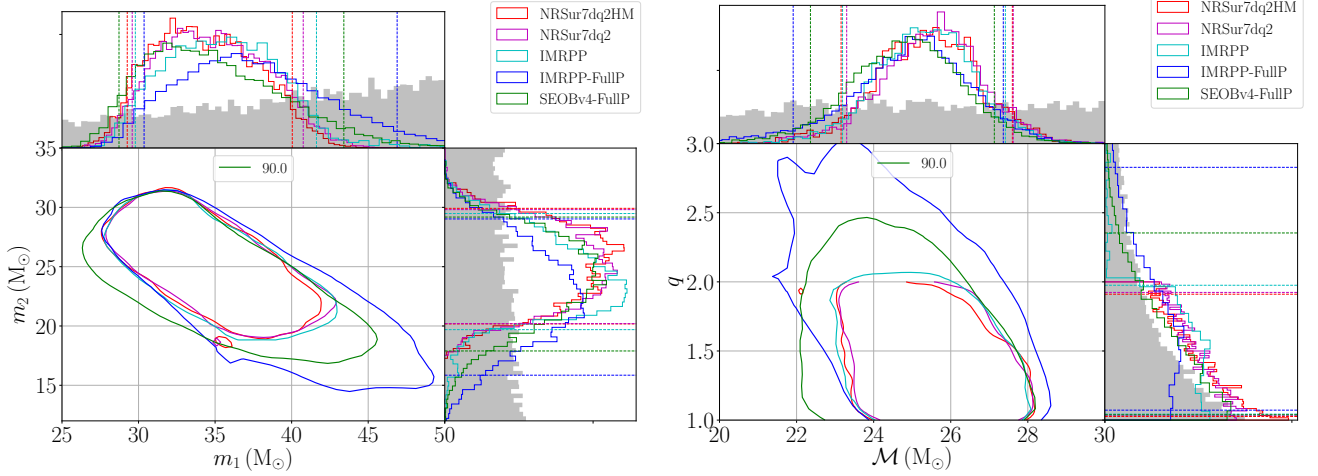 NRSur7dq2HM
NRSur7dq2
IMRPP
IMRPP-FullP
SEOBv4-FullP
90.0
35
30
25
20
15
m₂ (M⊙)
25 30 35 40 45 50
m₁ (M⊙)
NRSur7dq2HM
NRSur7dq2
IMRPP
IMRPP-FullP
SEOBv4-FullP
90.0
3.0
2.5
2.0
1.5
1.0
q
20 22 24 26 28 30
ℳ (M⊙)